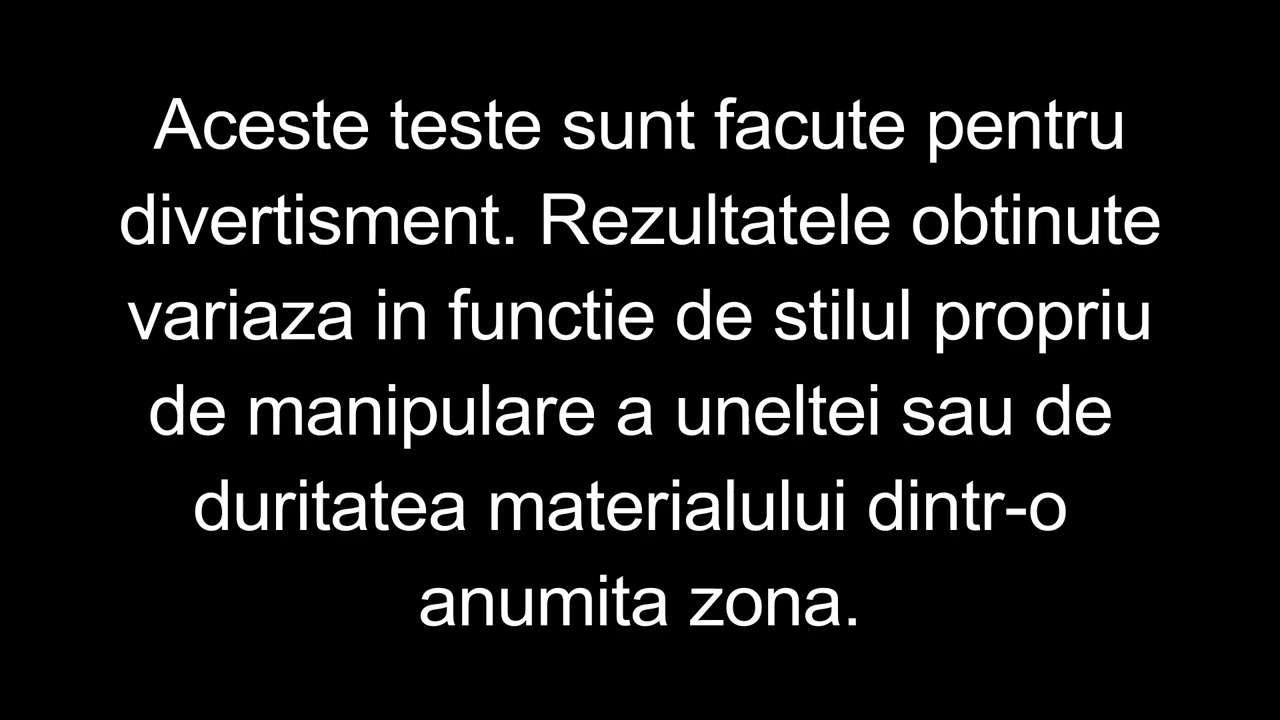 Aceste teste sunt facute pentru
divertisment. Rezultatele obtinute
variaza in functie de stilul propriu
de manipulare a uneltei sau de
duritatea materialului dintr-o
anumita zona.